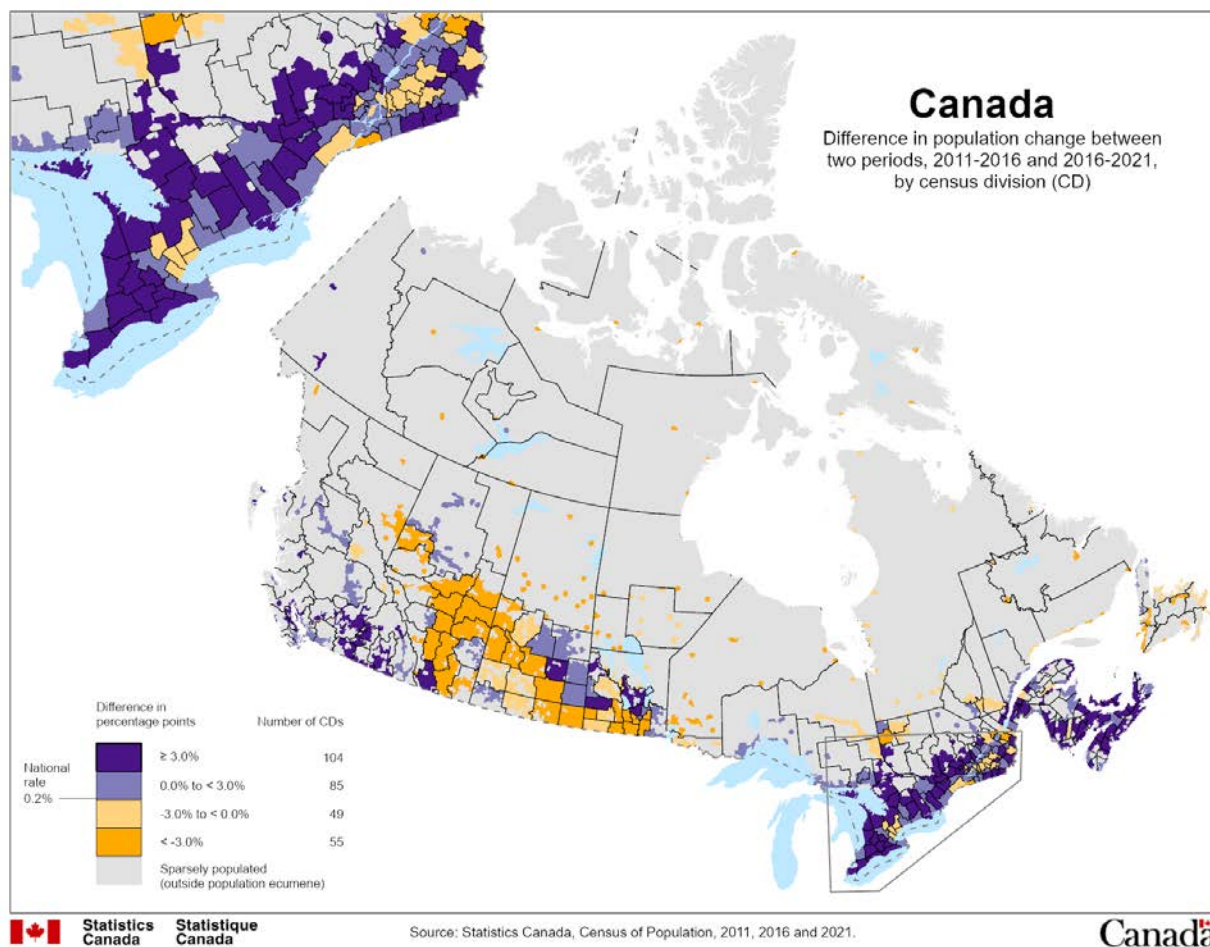 Canada
Difference in population change between
two periods, 2011-2016 and 2016-2021,
by census division (CD)
Difference in
percentage points
Number of CDs
≥ 3.0%
104
National
rate
0.2%
0.0% to < 3.0%
85
-3.0% to < 0.0%
49
< -3.0%
55
Sparsely populated
(outside population ecumene)
Statistics
Canada
Statistique
Canada
Source: Statistics Canada, Census of Population, 2011, 2016 and 2021.
Canada